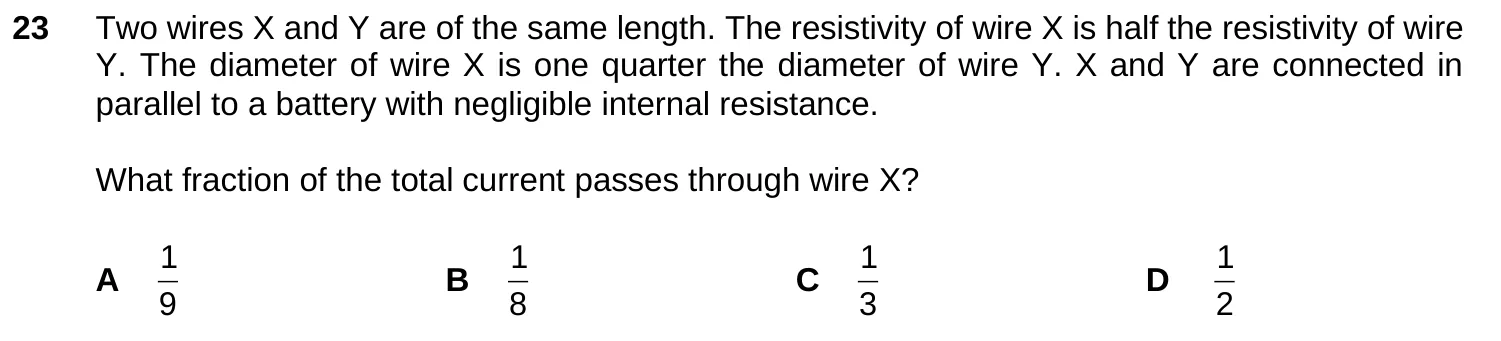 23 Two wires X and Y are of the same length. The resistivity of wire X is half the resistivity of wire
Y. The diameter of wire X is one quarter the diameter of wire Y. X and Y are connected in
parallel to a battery with negligible internal resistance.
What fraction of the total current passes through wire X?
A 1/9 B 1/8 C 1/3 D 1/2